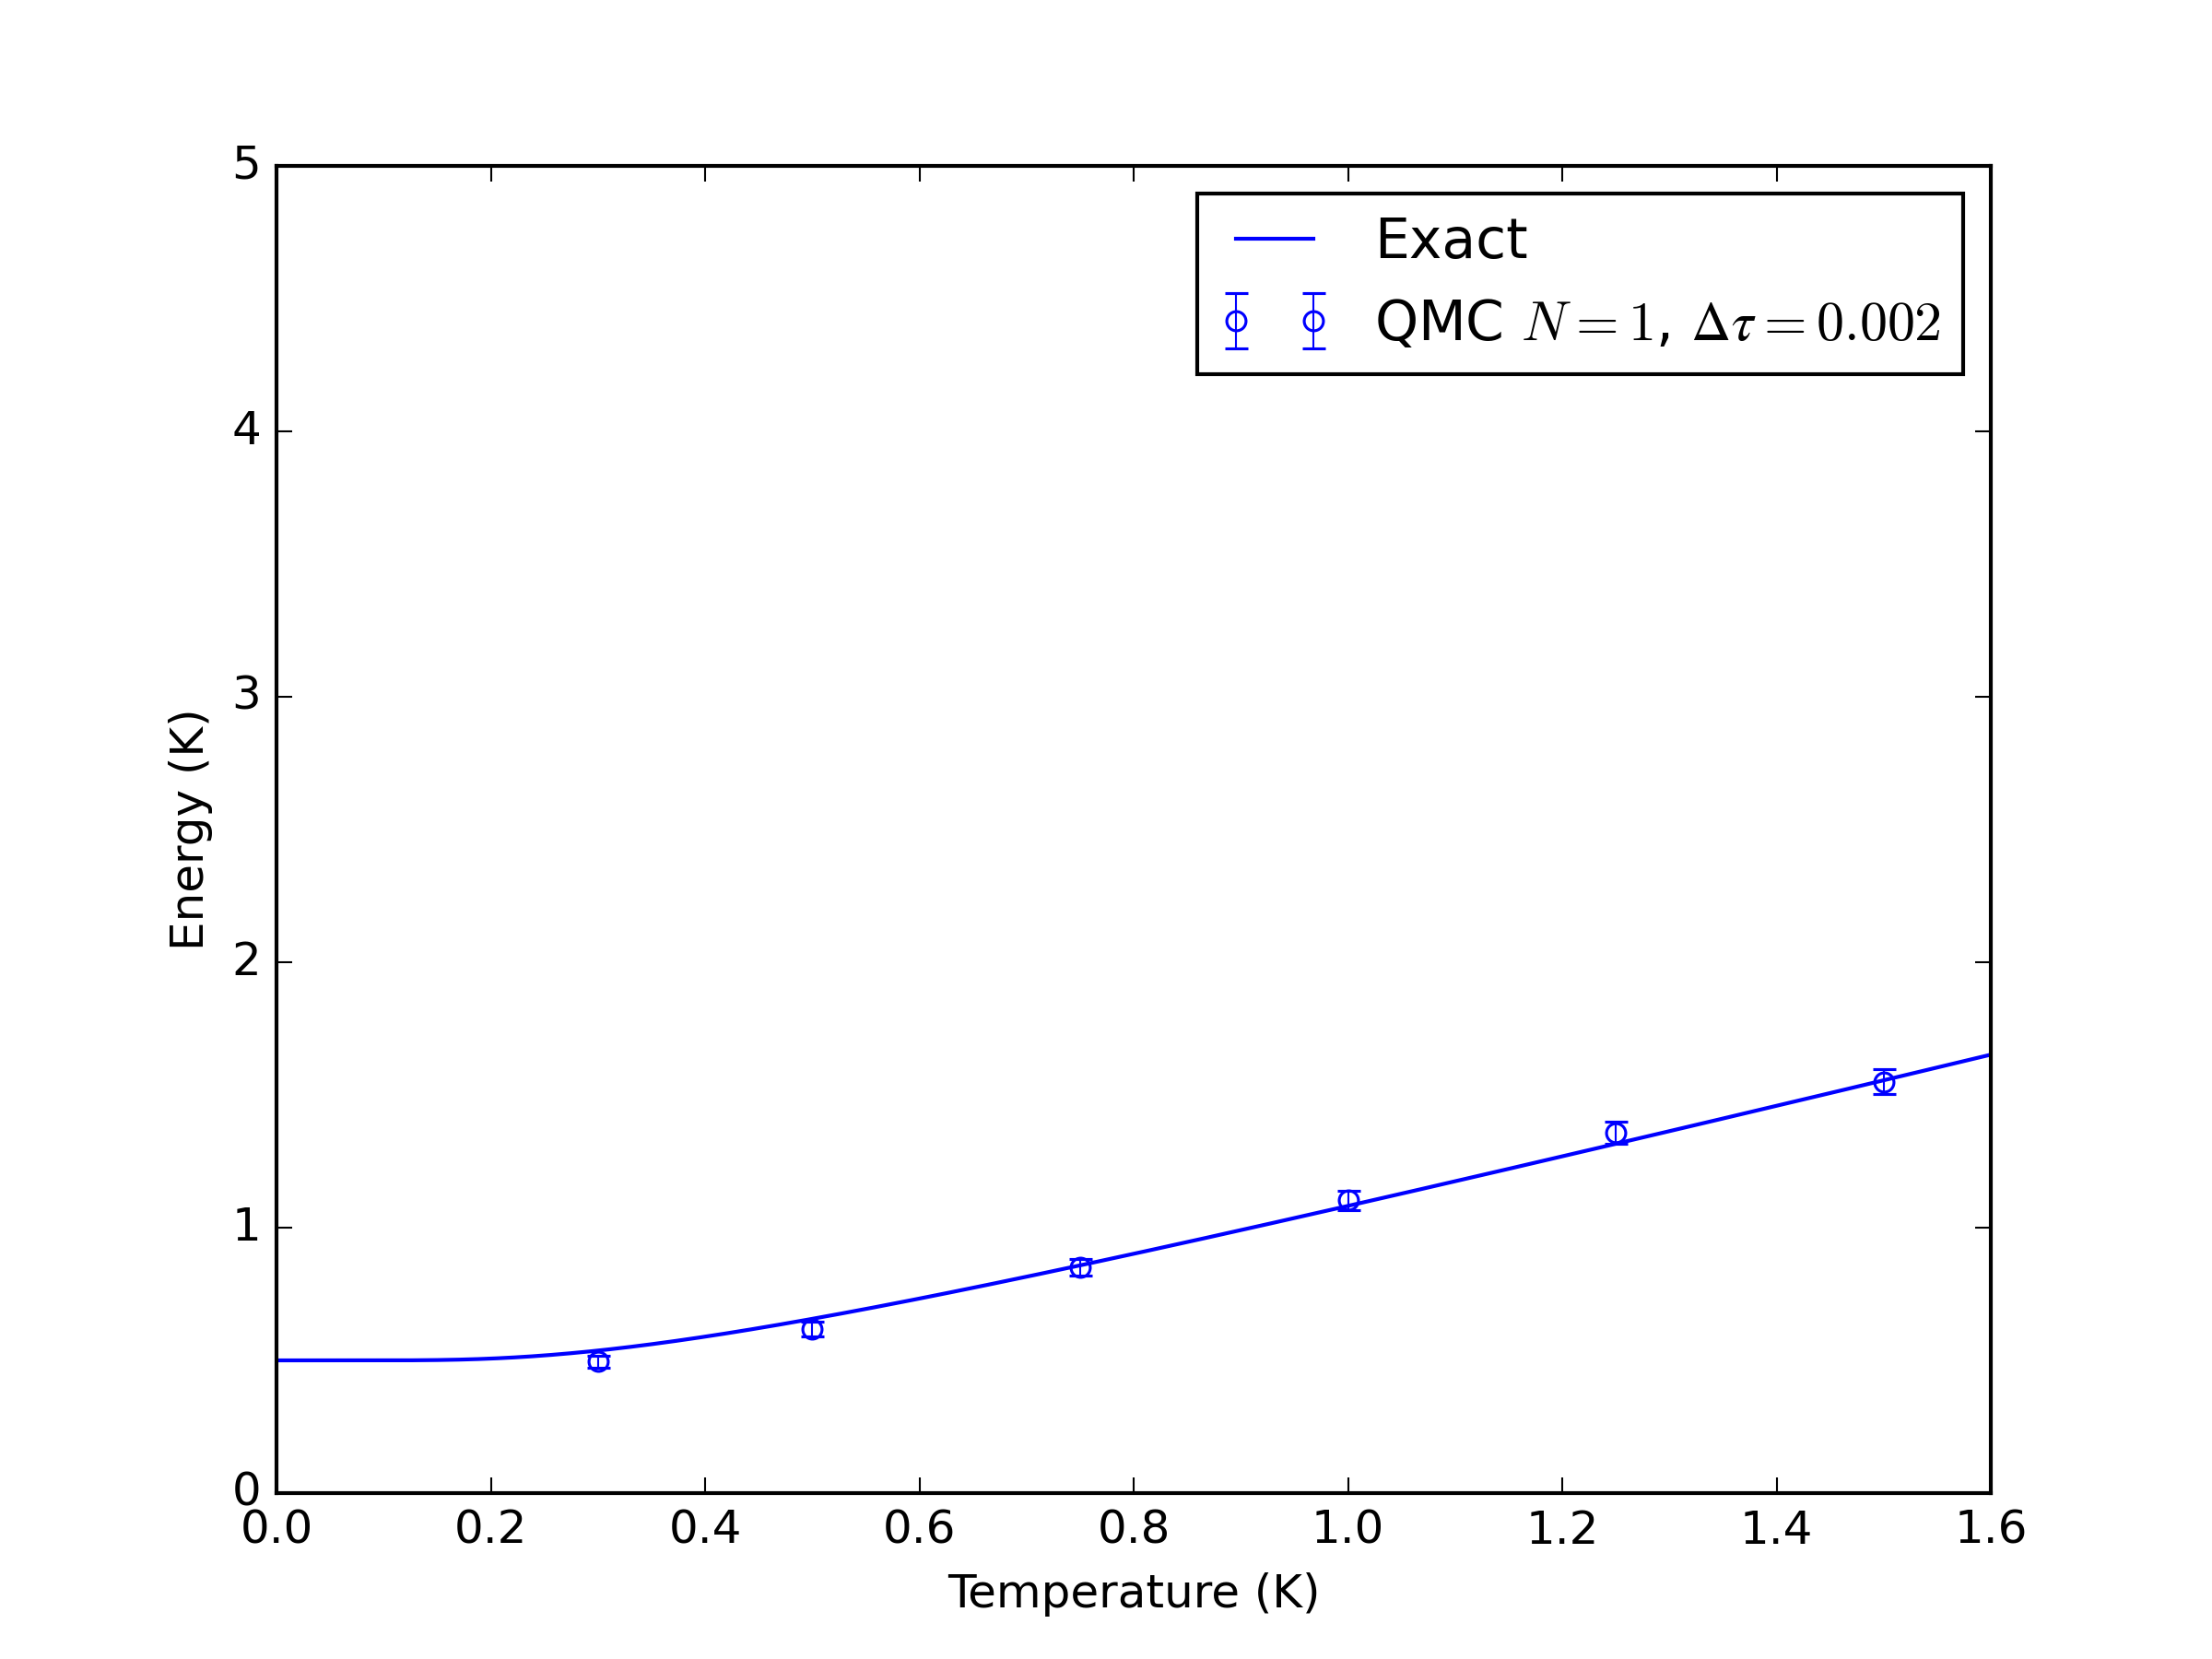 5
4
3
2
1
0
Energy (K)
Exact
QMC N = 1, Δτ = 0.002
0.0 0.2 0.4 0.6 0.8 1.0 1.2 1.4 1.6
Temperature (K)